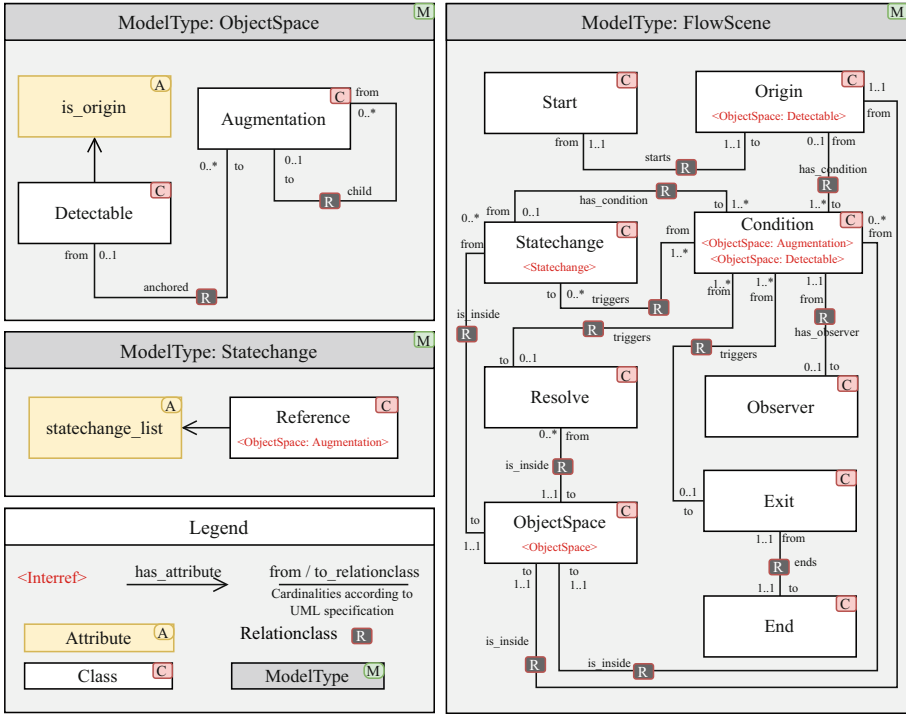 ModelType: ObjectSpace
M
A
is_origin
C
Augmentation
from
0..*
0..*
to
0..1
to
child
R
C
Detectable
from
0..1
anchored
R
ModelType: Statechange
M
A
statechange_list
C
Reference
<ObjectSpace: Augmentation>
Legend
<Interref>
has_attribute
from / to_relationclass
Cardinalities according to
UML specification
Attribute
A
Relationclass
R
Class
C
ModelType
M
ModelType: FlowScene
M
C
Start
from
1..1
starts
R
C
Origin
<ObjectSpace: Detectable>
1..1
from
1..1
to
0..1
from
has_condition
R
1..*
to
R
has_condition
from
0..1
to
1..*
0..*
from
C
Statechange
<Statechange>
to
0..*
triggers
R
C
Condition
<ObjectSpace: Augmentation>
<ObjectSpace: Detectable>
from
1..*
0..*
from
1..*
from
1..*
from
1..1
from
is_inside
R
R
triggers
R
triggers
R
has_observer
to
0..1
0..1
to
C
Resolve
C
Observer
0..*
from
is_inside
R
1..1
to
C
ObjectSpace
<ObjectSpace>
to
1..1
to
1..1
to
1..1
0..1
to
C
Exit
1..1
from
R
ends
1..1
to
C
End
is_inside
R
is_inside
R